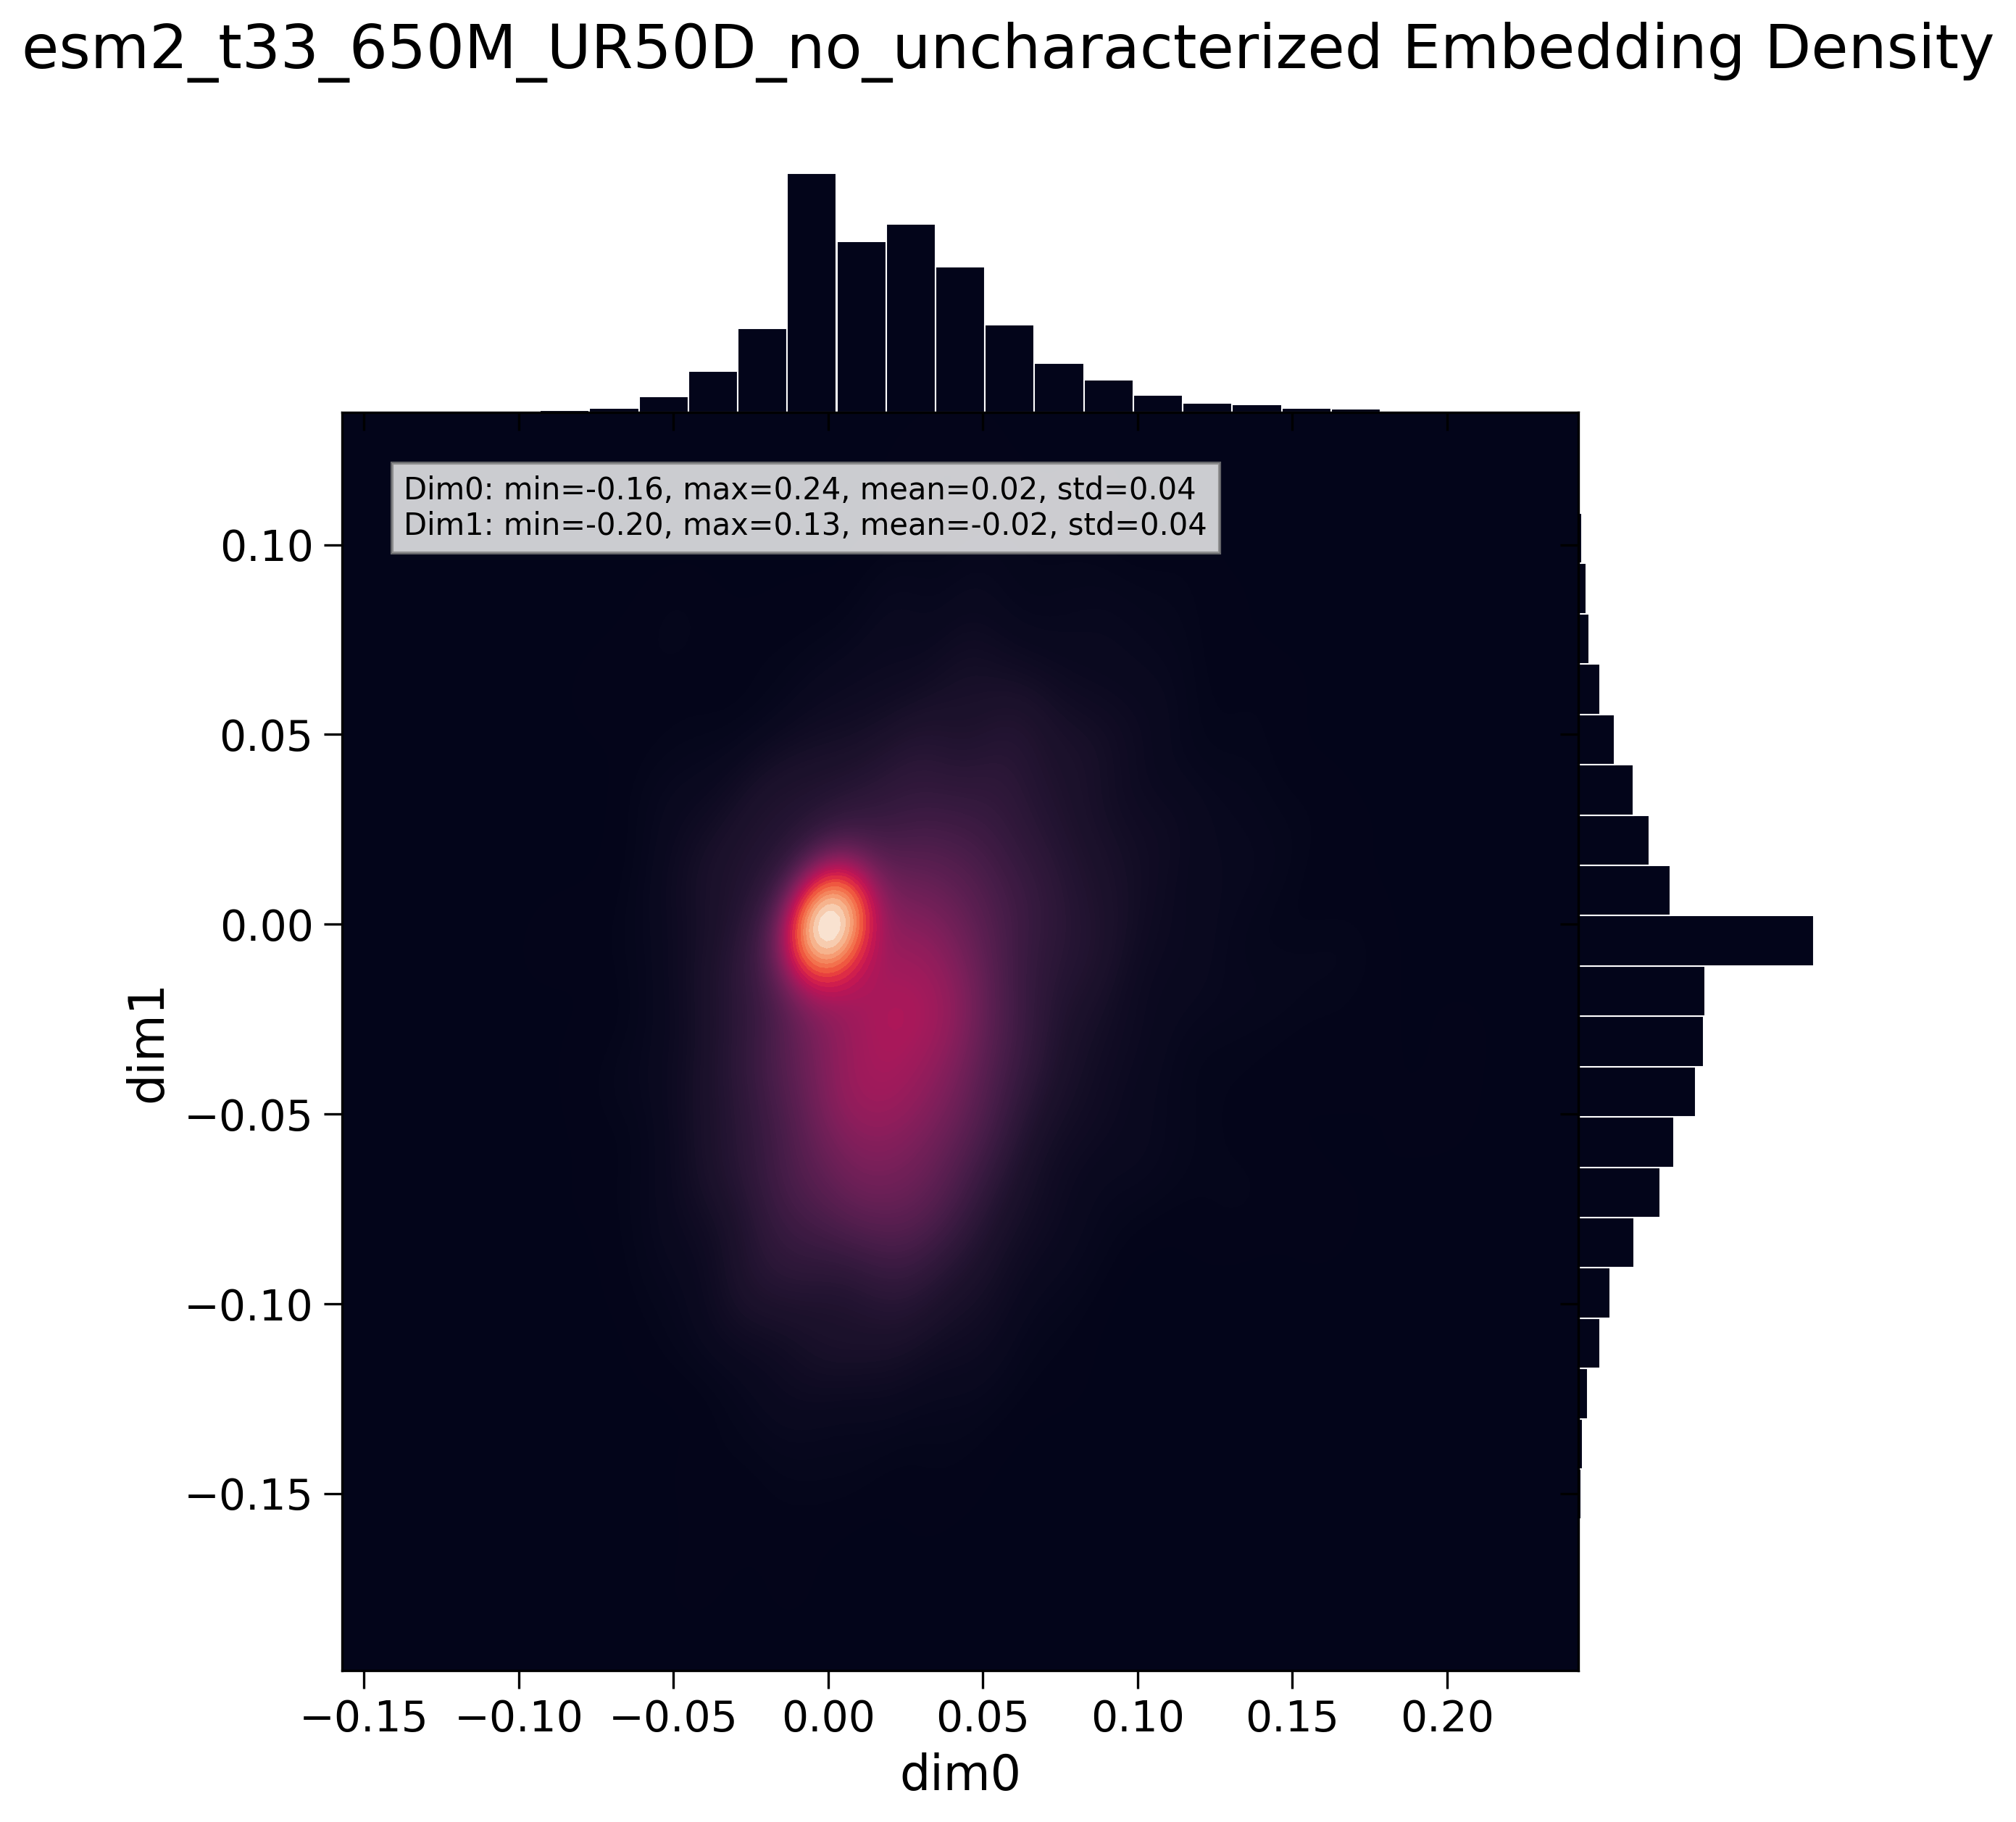 esm2_t33_650M_UR50D_no_uncharacterized Embedding Density
Dim0: min=-0.16, max=0.24, mean=0.02, std=0.04
Dim1: min=-0.20, max=0.13, mean=-0.02, std=0.04
0.10
0.05
0.00
−0.05
−0.10
−0.15
dim1
−0.15 −0.10 −0.05 0.00 0.05 0.10 0.15 0.20
dim0